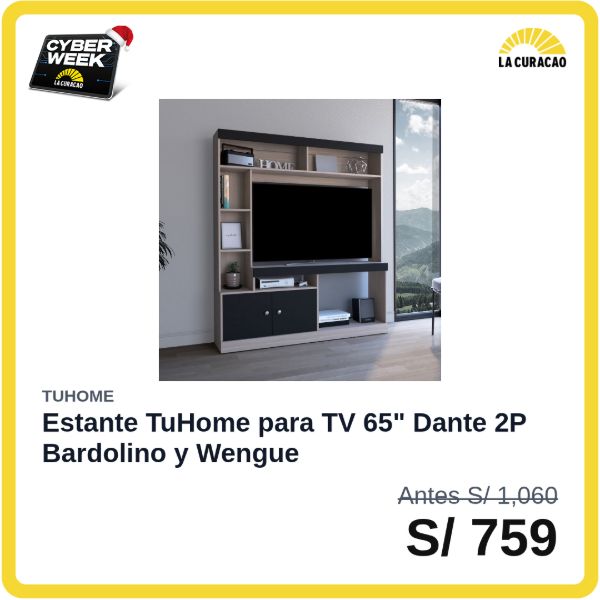 CYBER
WEEK
LA CURACAO
LA CURACAO
HOME
TUHOME
Estante TuHome para TV 65" Dante 2P
Bardolino y Wengue
Antes S/ 1,060
S/ 759